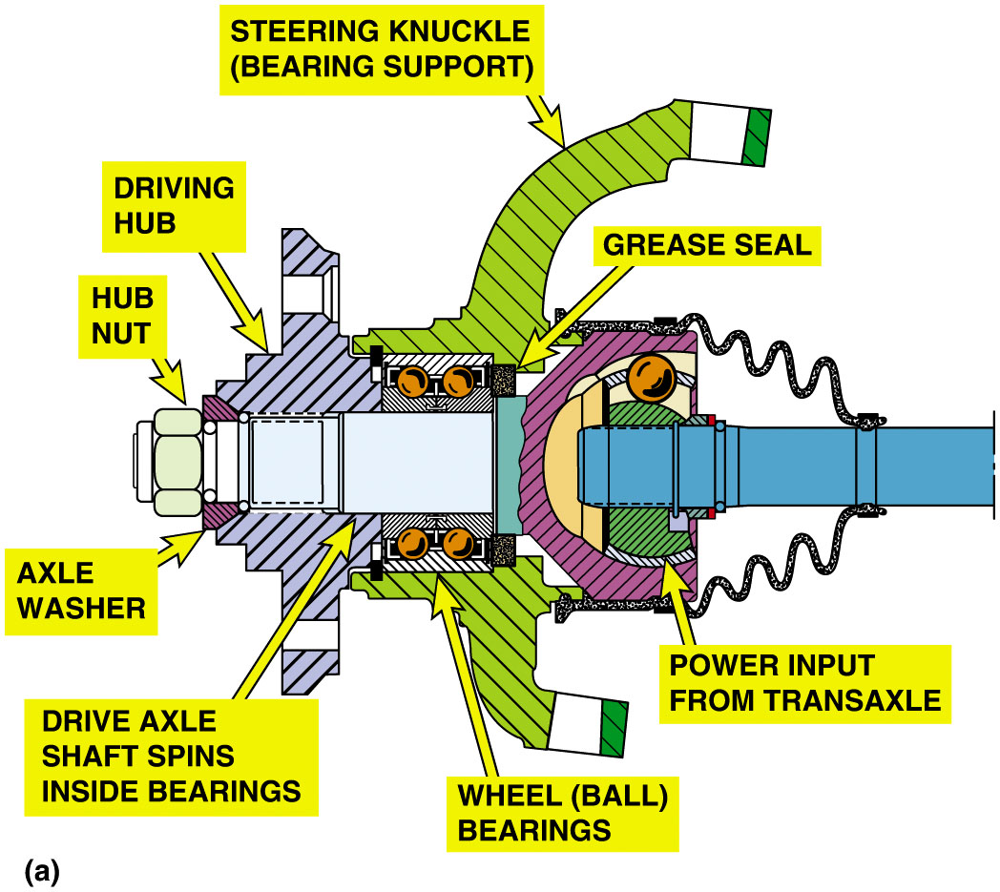 STEERING KNUCKLE
(BEARING SUPPORT)
DRIVING
HUB
GREASE SEAL
HUB
NUT
AXLE
WASHER
POWER INPUT
FROM TRANSAXLE
DRIVE AXLE
SHAFT SPINS
INSIDE BEARINGS
WHEEL (BALL)
BEARINGS
(a)